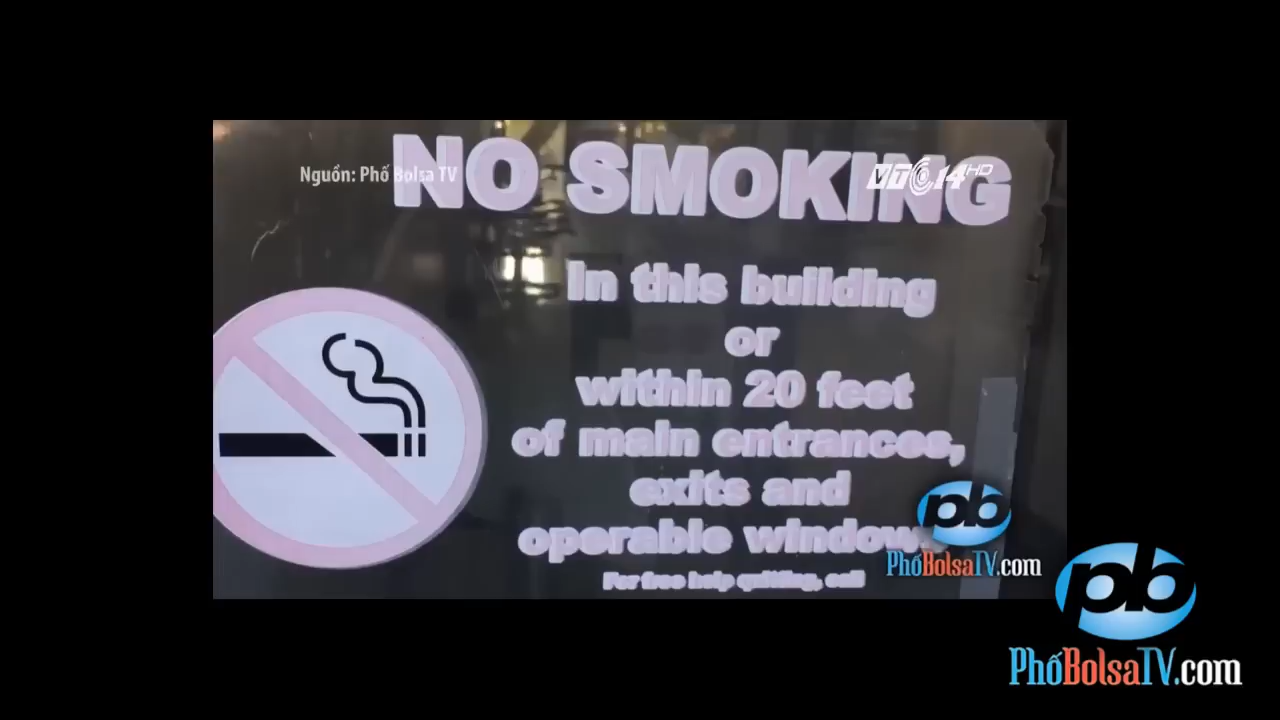 NO SMOKING
Nguồn: Phố Bolsa TV
VTC14 HD
In this building
or
within 20 feet
of main entrances,
exits and
operable window
For free help quitting, call
pb
PhốBolsaTV.com
pb
PhốBolsaTV.com